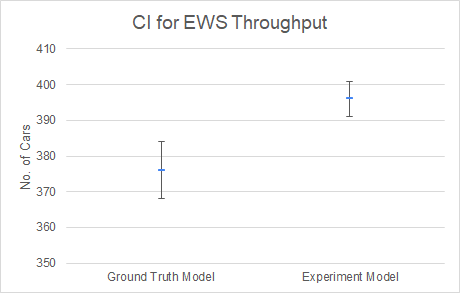 CI for EWS Throughput
410
400
390
380
370
360
350
No. of Cars
Ground Truth Model
Experiment Model